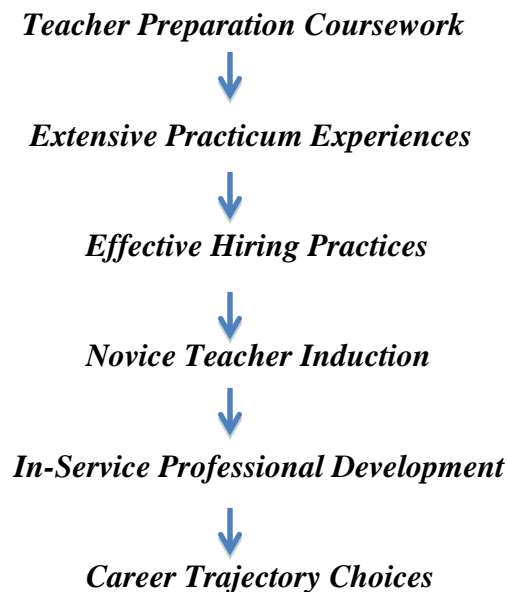 Teacher Preparation Coursework
Extensive Practicum Experiences
Effective Hiring Practices
Novice Teacher Induction
In-Service Professional Development
Career Trajectory Choices